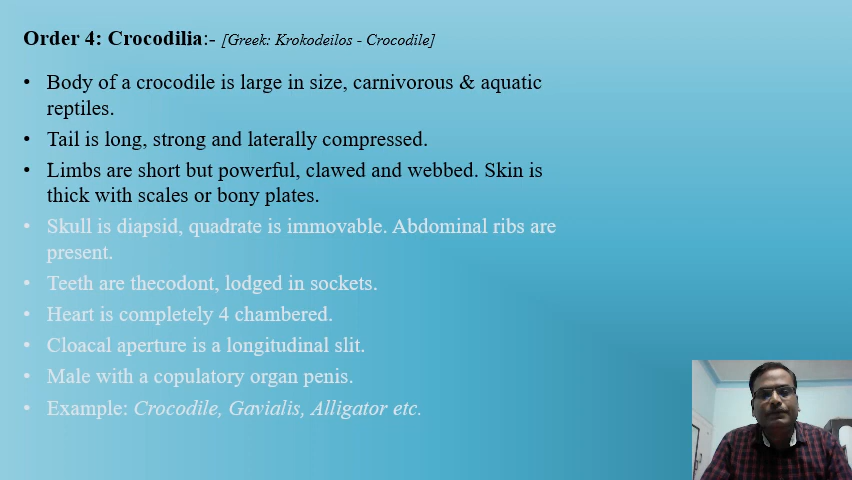 Order 4: Crocodilia:- [Greek: Krokodeilos - Crocodile]
• Body of a crocodile is large in size, carnivorous & aquatic
reptiles.
• Tail is long, strong and laterally compressed.
• Limbs are short but powerful, clawed and webbed. Skin is
thick with scales or bony plates.
• Skull is diapsid, quadrate is immovable. Abdominal ribs are
present.
• Teeth are thecodont, lodged in sockets.
• Heart is completely 4 chambered.
• Cloacal aperture is a longitudinal slit.
• Male with a copulatory organ penis.
• Example: Crocodile, Gavialis, Alligator etc.